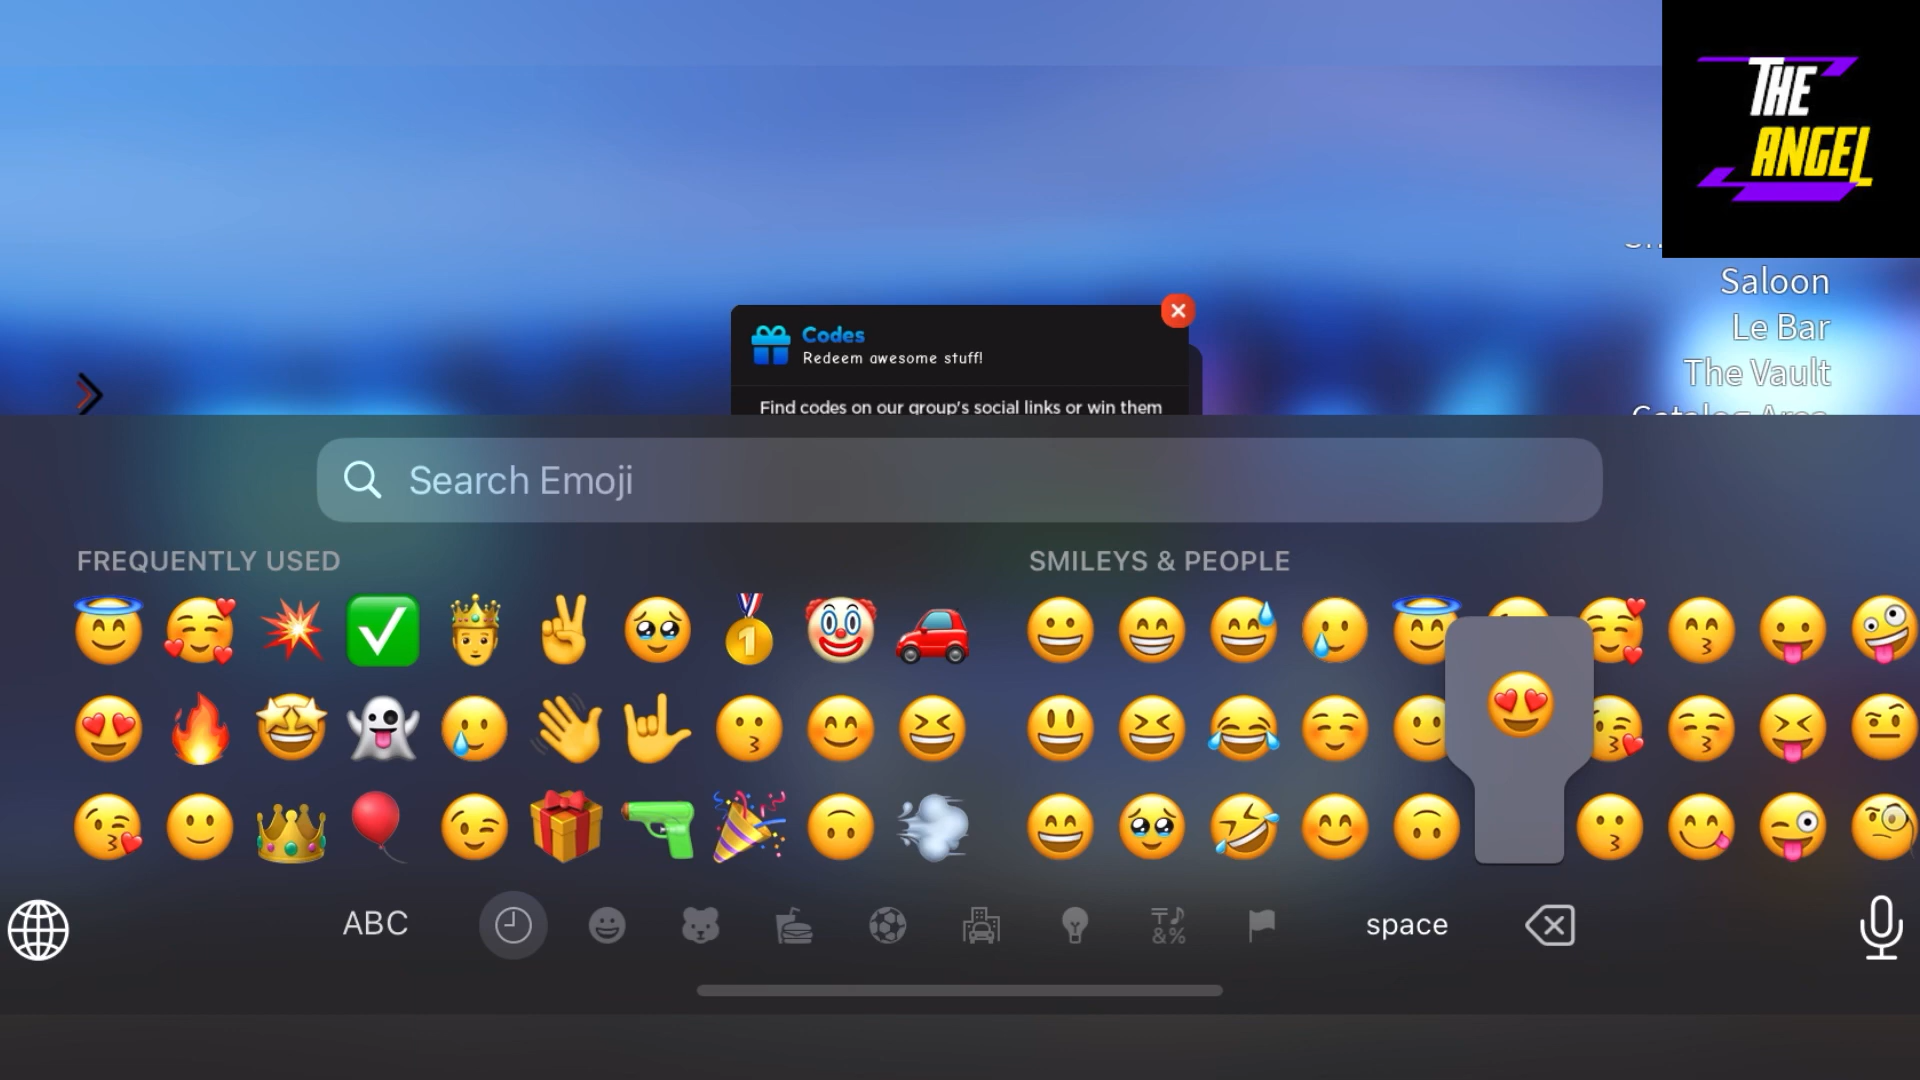 THE
ANGEL
Saloon
Le Bar
The Vault
Codes
Redeem awesome stuff!
Find codes on our group's social links or win them
Search Emoji
FREQUENTLY USED
SMILEYS & PEOPLE
ABC
space